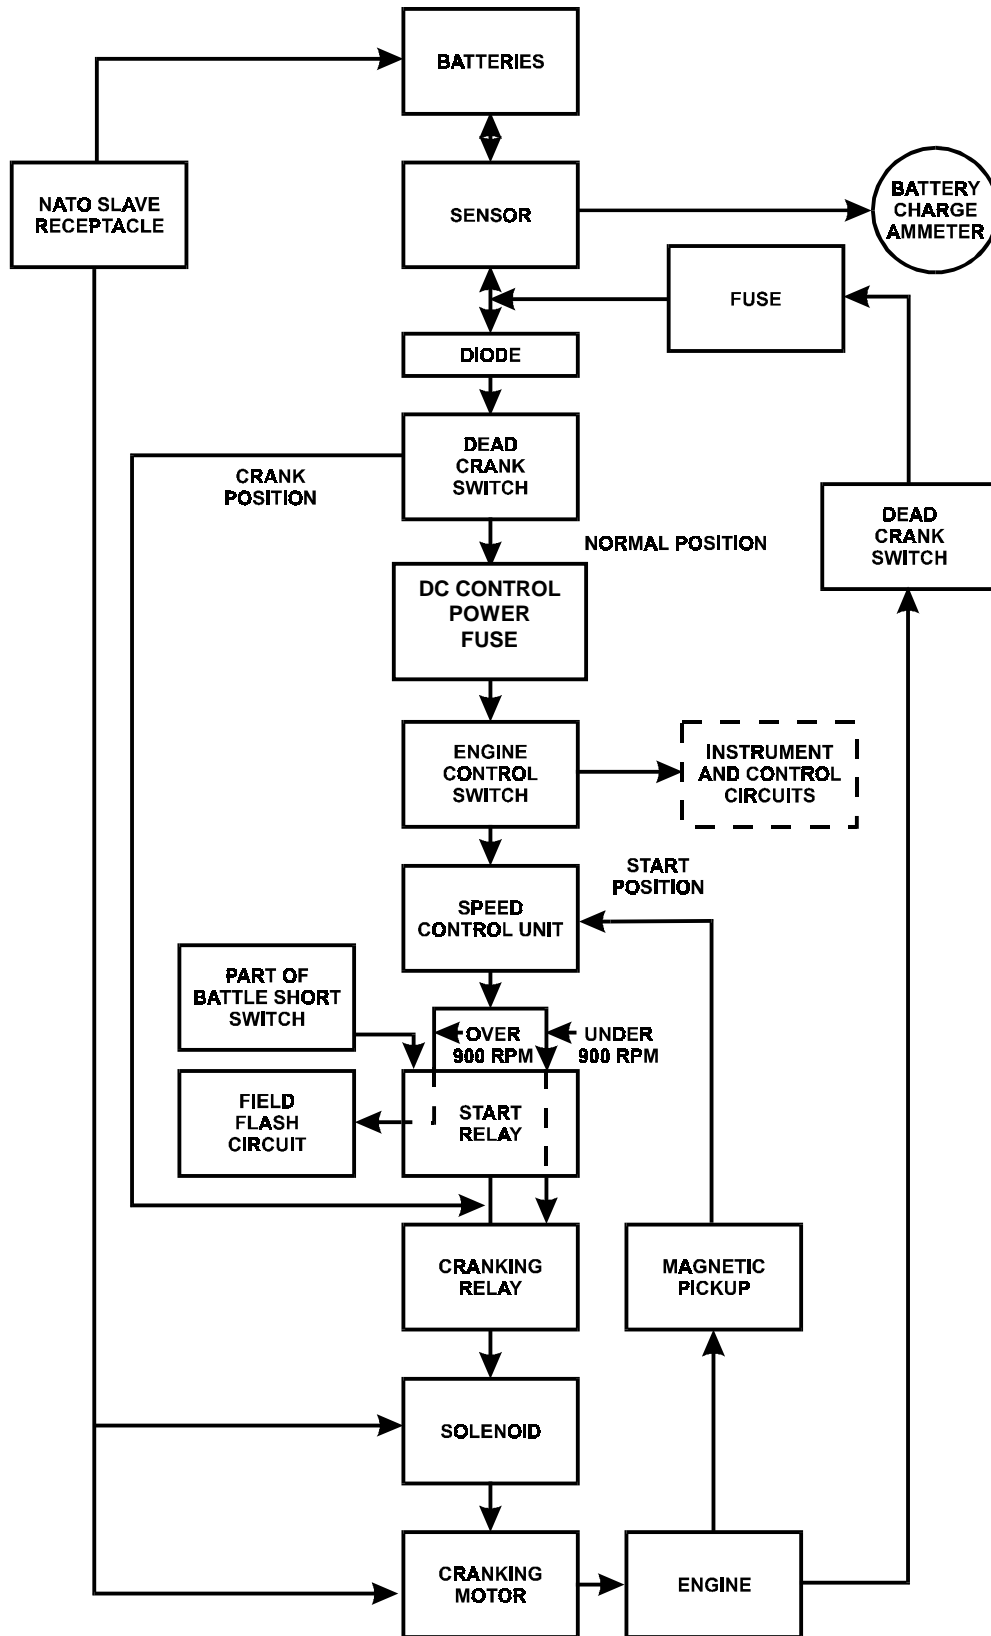 BATTERIES
NATO SLAVE
RECEPTACLE
SENSOR
BATTERY
CHARGE
AMMETER
FUSE
DIODE
DEAD
CRANK
SWITCH
CRANK
POSITION
NORMAL POSITION
DEAD
CRANK
SWITCH
DC CONTROL
POWER
FUSE
ENGINE
CONTROL
SWITCH
INSTRUMENT
AND CONTROL
CIRCUITS
START
POSITION
SPEED
CONTROL UNIT
PART OF
BATTLE SHORT
SWITCH
OVER
900 RPM
UNDER
900 RPM
FIELD
FLASH
CIRCUIT
START
RELAY
CRANKING
RELAY
MAGNETIC
PICKUP
SOLENOID
CRANKING
MOTOR
ENGINE